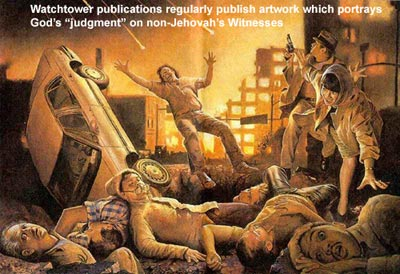 Watchtower publications regularly publish artwork which portrays
God's “judgment” on non-Jehovah's Witnesses